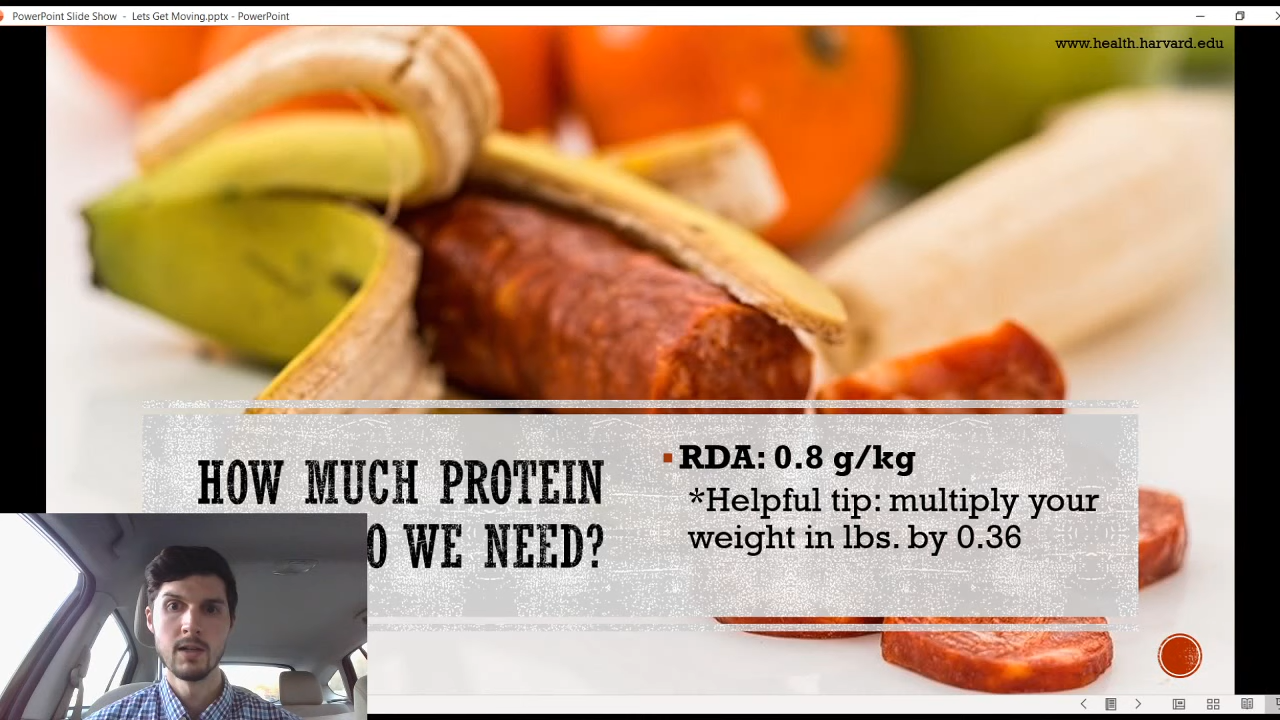 PowerPoint Slide Show - Lets Get Moving.pptx - PowerPoint
www.health.harvard.edu
HOW MUCH PROTEIN
O WE NEED?
RDA: 0.8 g/kg
*Helpful tip: multiply your
weight in lbs. by 0.36